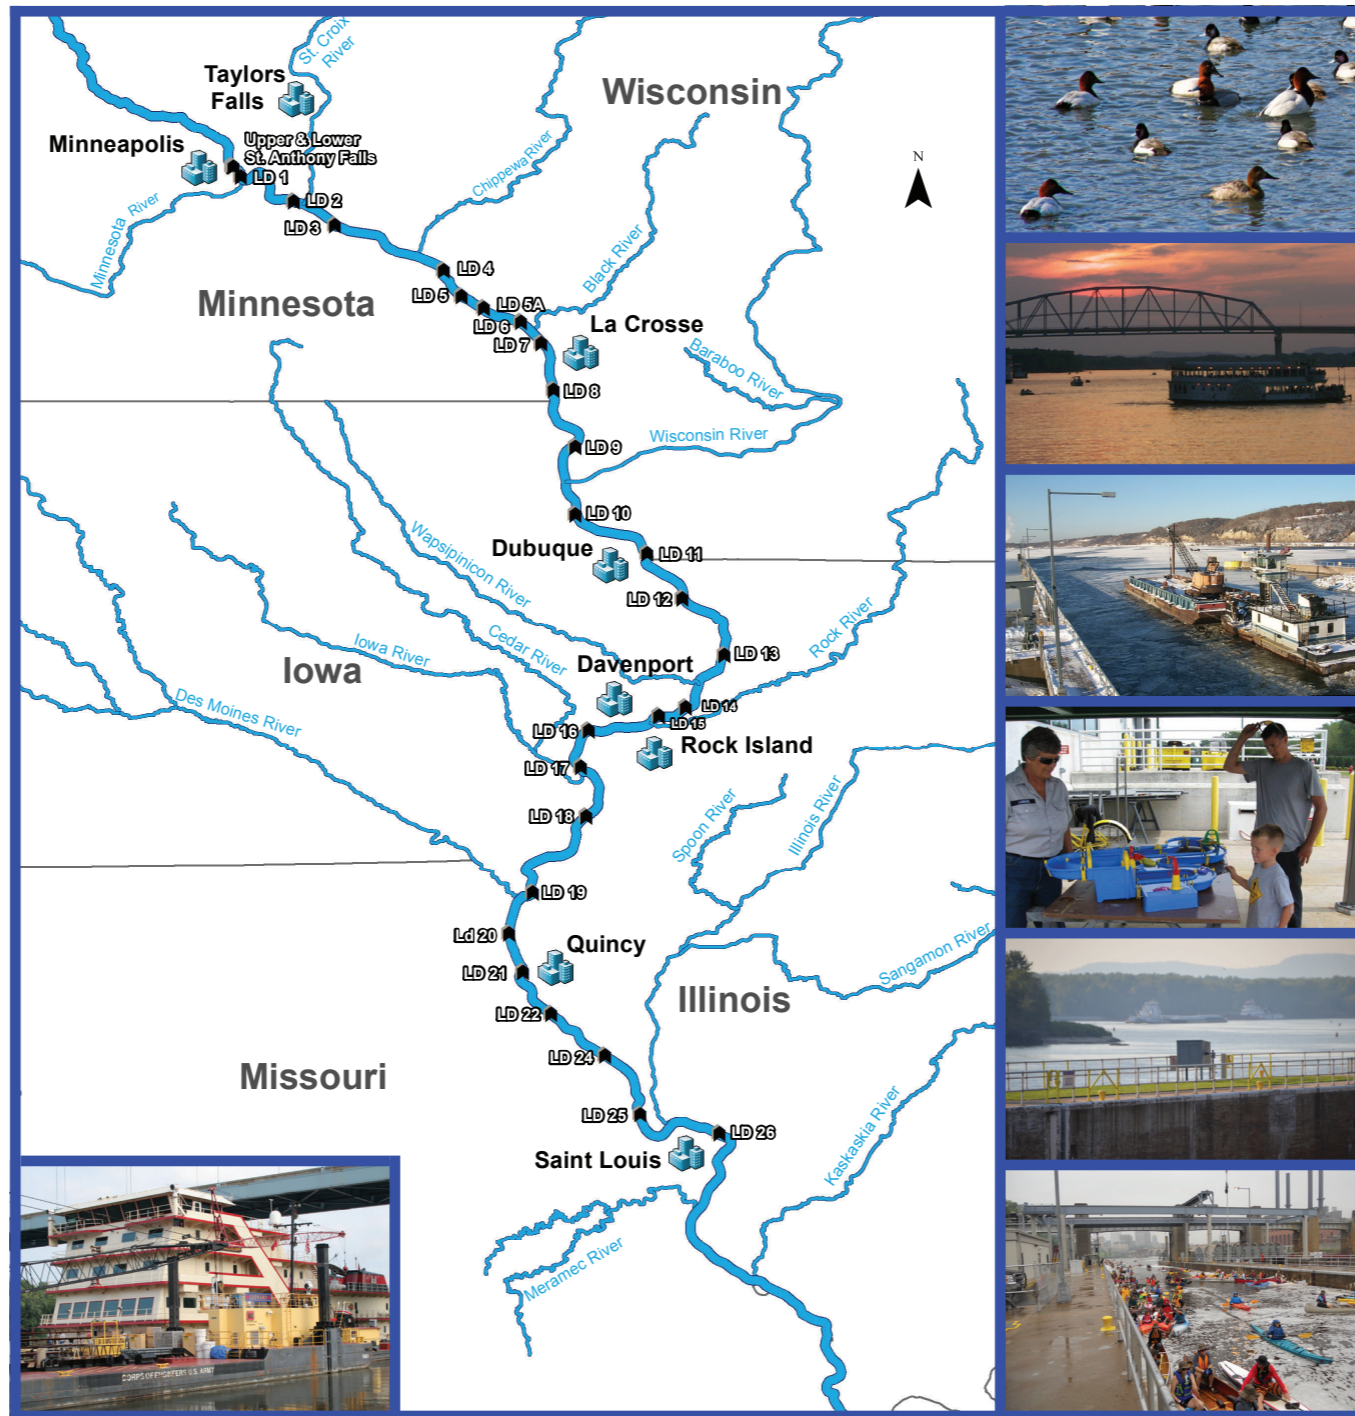 St. Croix
River
Taylors
Falls
Wisconsin
Minneapolis
Upper & Lower
St. Anthony Falls
LD 1
Chippewa River
N
LD 2
LD 3
Minnesota River
Black River
LD 4
LD 5
LD 5A
Minnesota
LD 6
La Crosse
LD 7
Baraboo River
LD 8
Wisconsin River
LD 9
LD 10
Wapsipinicon River
Dubuque
LD 11
LD 12
Rock River
Cedar River
Iowa River
LD 13
Davenport
Iowa
Des Moines River
LD 14
LD 15
LD 16
Rock Island
LD 17
Spoon River
Illinois River
LD 18
LD 19
Ld 20
Quincy
Sangamon River
LD 21
Illinois
LD 22
LD 24
Missouri
LD 25
Kaskaskia River
LD 26
Saint Louis
Meramec River
CORPS OF ENGINEERS U.S. ARMY